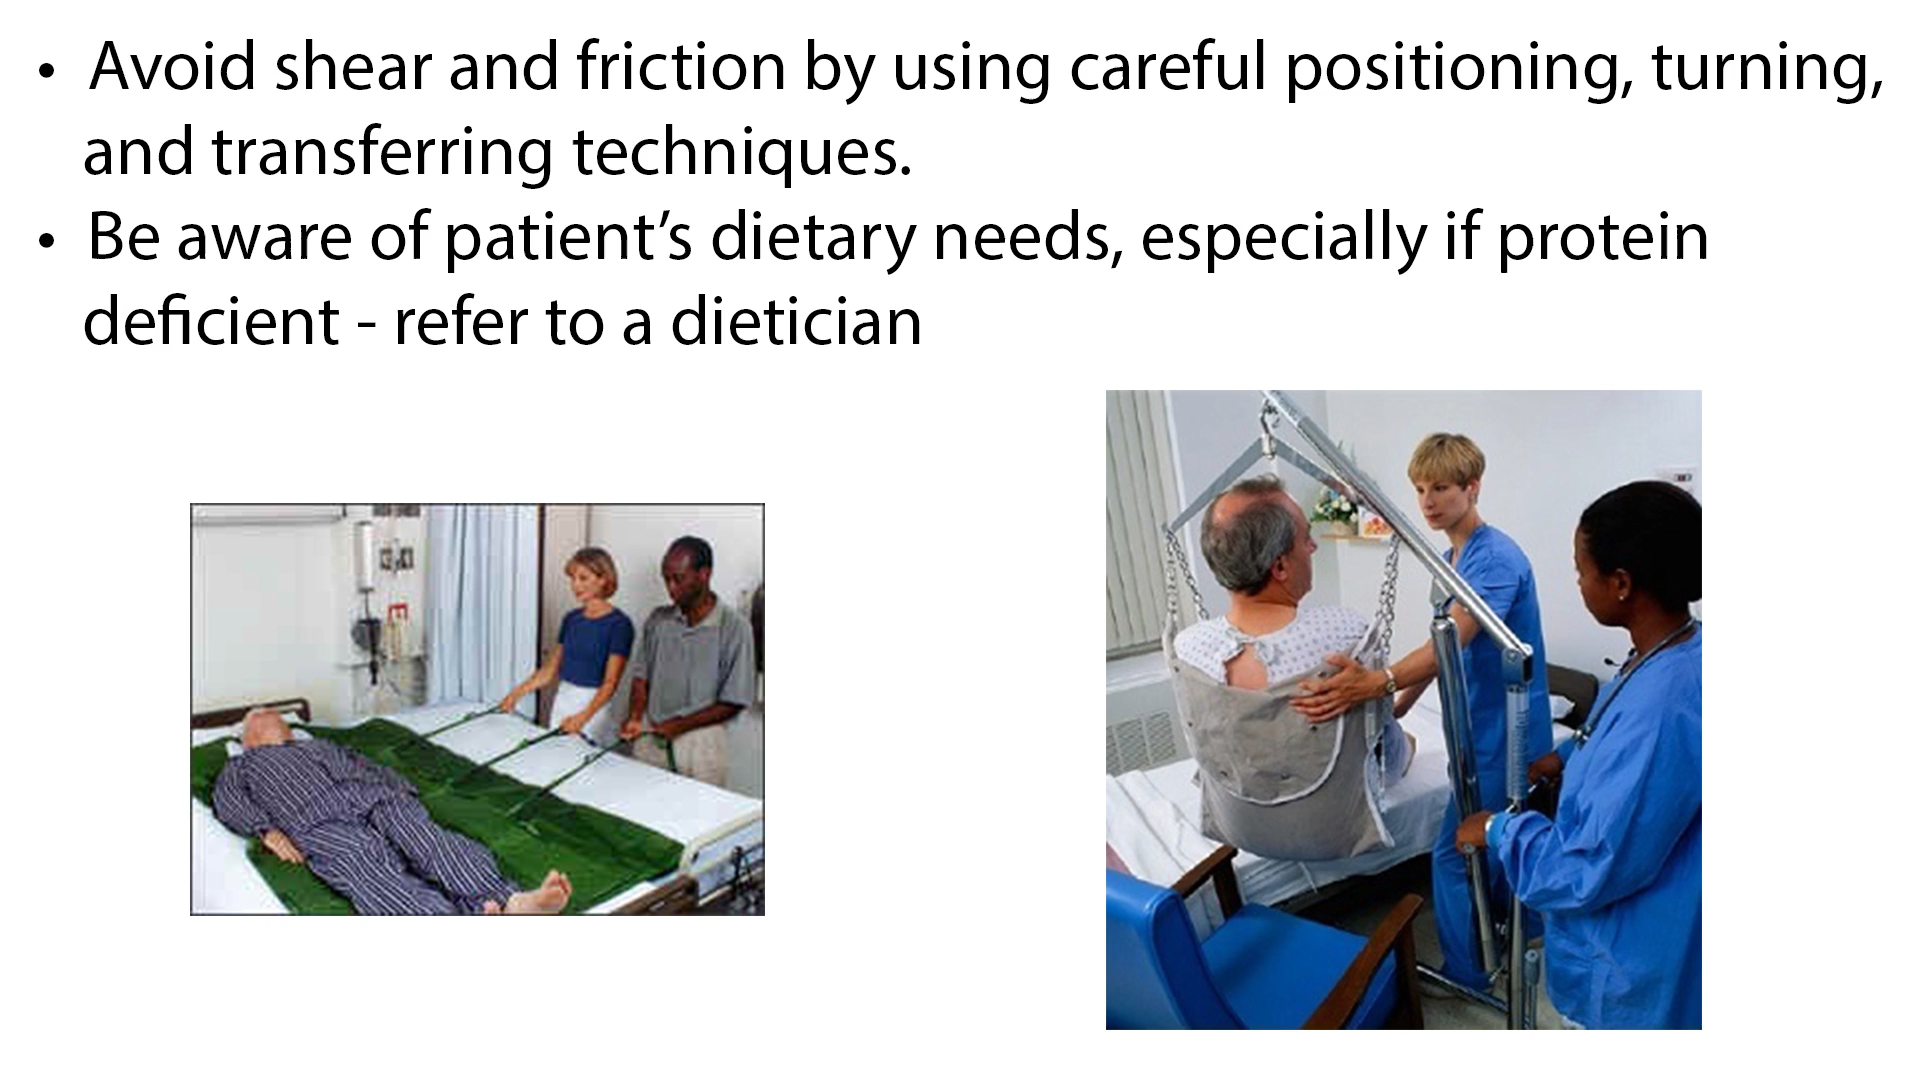 • Avoid shear and friction by using careful positioning, turning,
and transferring techniques.
• Be aware of patient’s dietary needs, especially if protein
deficient - refer to a dietician